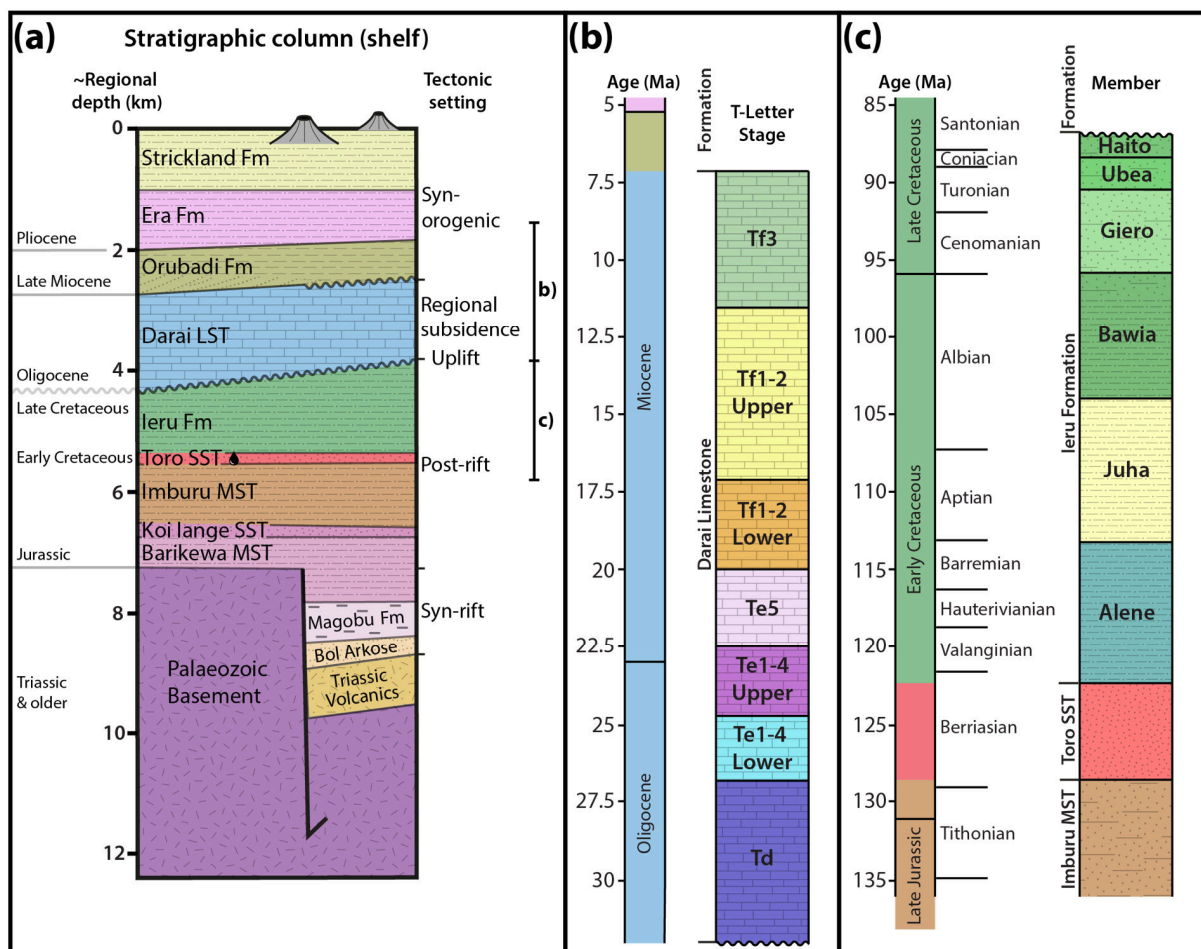 (a)
Stratigraphic column (shelf)
~Regional
depth (km)
Tectonic
setting
0
2
4
6
8
10
12
Pliocene
Late Miocene
Oligocene
Late Cretaceous
Early Cretaceous
Jurassic
Triassic
& older
Strickland Fm
Era Fm
Orubadi Fm
Darai LST
Ieru Fm
Toro SST
Imburu MST
Koi Iange SST
Barikewa MST
Magobu Fm
Bol Arkose
Triassic
Volcanics
Palaeozoic
Basement
Syn-
orogenic
Regional
subsidence
Uplift
Post-rift
Syn-rift
b)
c)
(b)
Age (Ma)
Formation
T-Letter
Stage
5
7.5
10
12.5
15
17.5
20
22.5
25
27.5
30
Miocene
Oligocene
Darai Limestone
Tf3
Tf1-2
Upper
Tf1-2
Lower
Te5
Te1-4
Upper
Te1-4
Lower
Td
(c)
Age (Ma)
Formation
Member
85
90
95
100
105
110
115
120
125
130
135
Late Cretaceous
Early Cretaceous
Late Jurassic
Santonian
Coniacian
Turonian
Cenomanian
Albian
Aptian
Barremian
Hauterivianian
Valanginian
Berriasian
Tithonian
Ieru Formation
Toro SST
Imburu MST
Haito
Ubea
Giero
Bawia
Juha
Alene